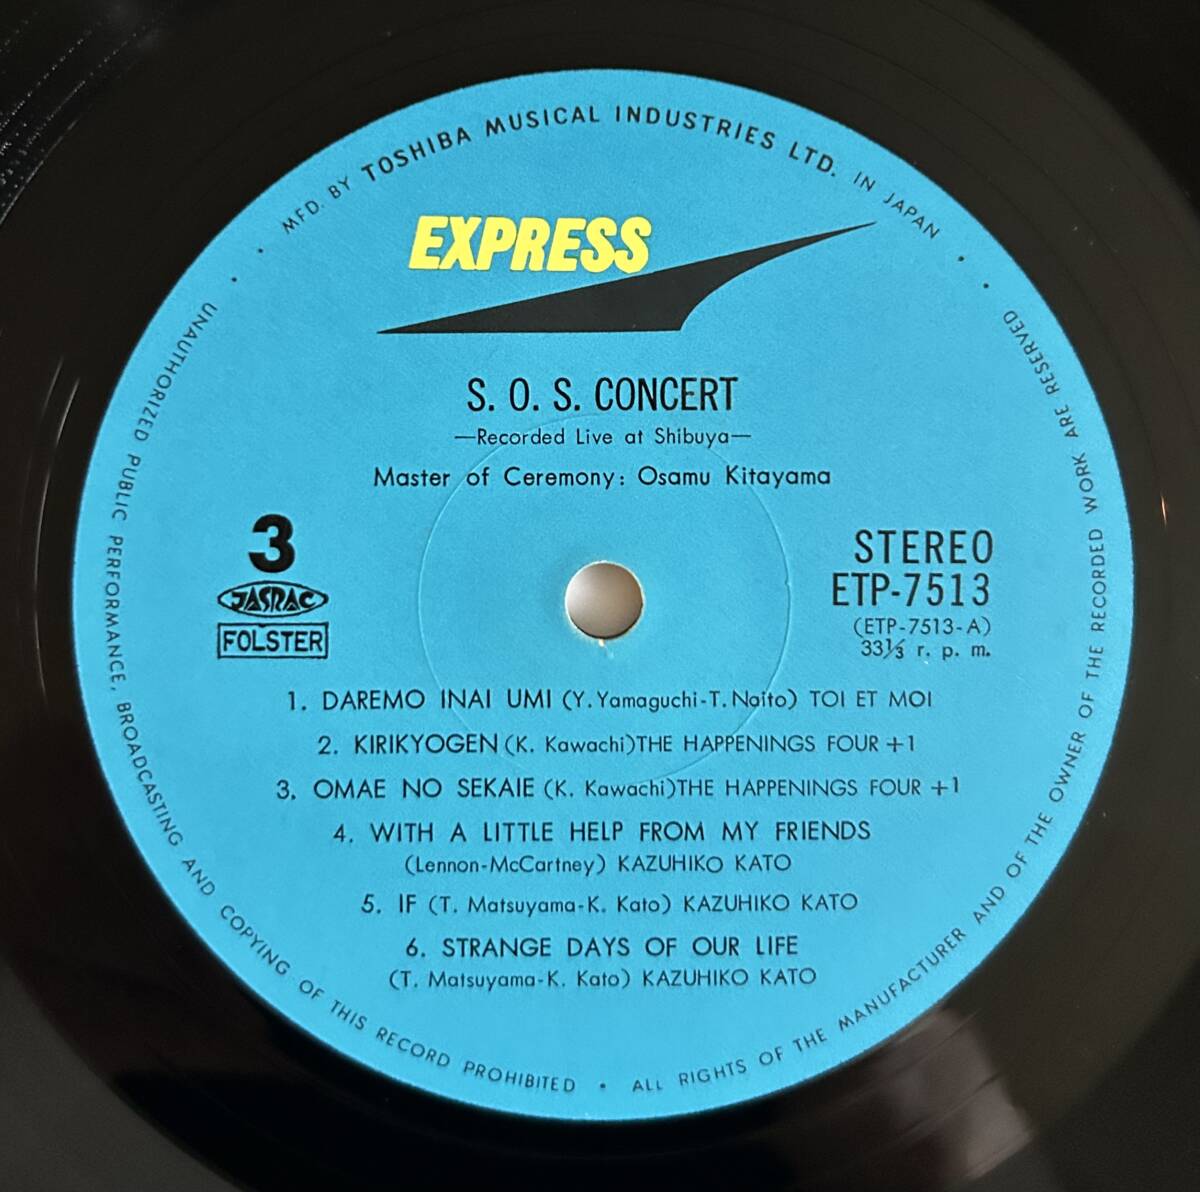 MFD. BY TOSHIBA MUSICAL INDUSTRIES LTD. IN JAPAN
EXPRESS
S. O. S. CONCERT
—Recorded Live at Shibuya—
Master of Ceremony: Osamu Kitayama
3
JASRAC
FOLSTER
STEREO
ETP-7513
(ETP-7513-A)
33⅓ r. p. m.
1. DAREMO INAI UMI (Y. Yamaguchi-T. Naito) TOI ET MOI
2. KIRIKYOGEN (K. Kawachi) THE HAPPENINGS FOUR +1
3. OMAE NO SEKAIE (K. Kawachi) THE HAPPENINGS FOUR +1
4. WITH A LITTLE HELP FROM MY FRIENDS
(Lennon-McCartney) KAZUHIKO KATO
5. IF (T. Matsuyama-K. Kato) KAZUHIKO KATO
6. STRANGE DAYS OF OUR LIFE
(T. Matsuyama-K. Kato) KAZUHIKO KATO
UNAUTHORIZED PUBLIC PERFORMANCE, BROADCASTING AND COPYING OF THIS RECORD PROHIBITED • ALL RIGHTS OF THE MANUFACTURER AND OF THE OWNER OF THE RECORDED WORK ARE RESERVED